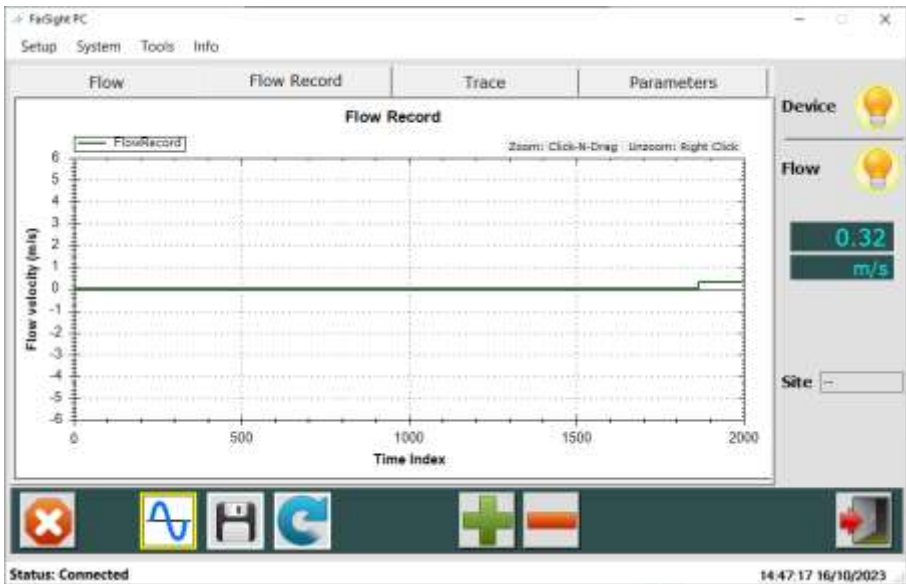 FarSight PC
Setup System Tools Info
Flow Flow Record Trace Parameters
Flow Record
FlowRecord
Zoom: Click-N-Drag Unzoom: Right Click
Flow velocity (m/s)
6
5
4
3
2
1
0
-1
-2
-3
-4
-5
-6
0 500 1000 1500 2000
Time Index
Device
Flow
0.32
m/s
Site --
Status: Connected
14:47:17 16/10/2023